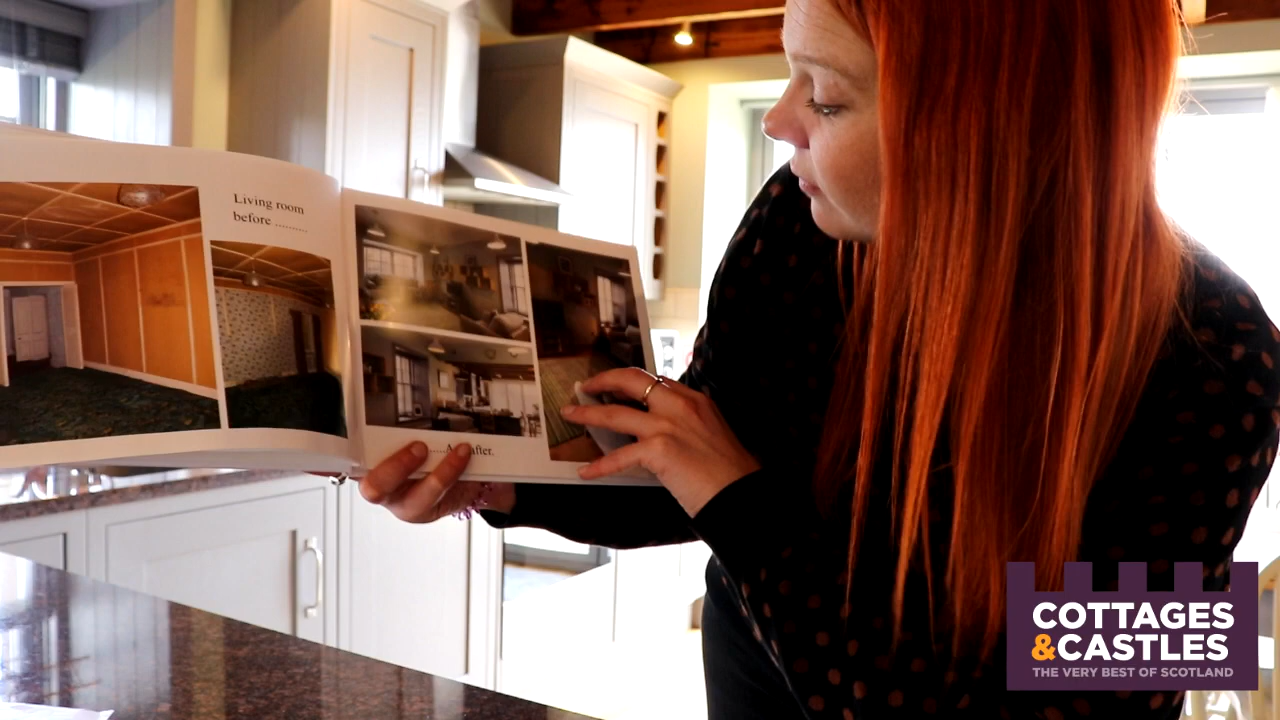 Living room
before ..........
after.
COTTAGES
&CASTLES
THE VERY BEST OF SCOTLAND